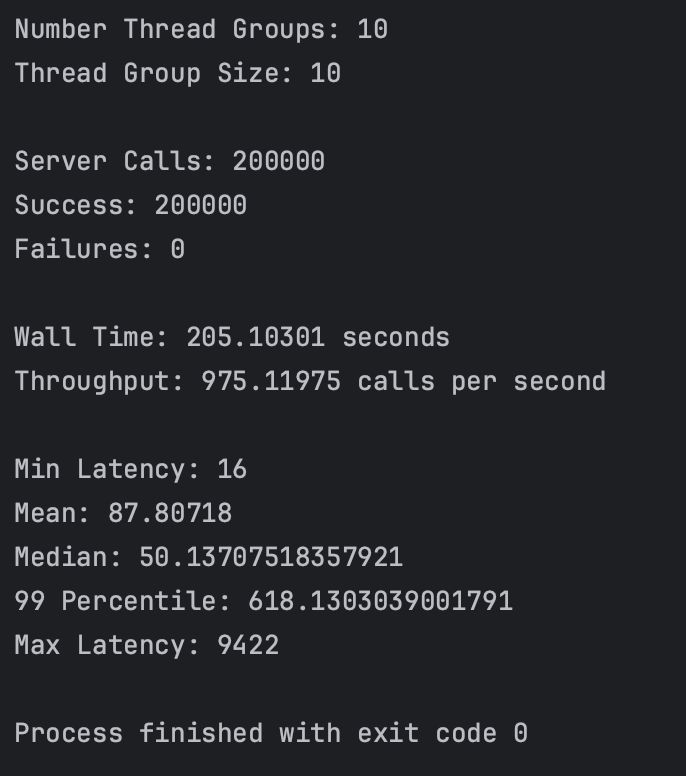 Number Thread Groups: 10
Thread Group Size: 10
Server Calls: 200000
Success: 200000
Failures: 0
Wall Time: 205.10301 seconds
Throughput: 975.11975 calls per second
Min Latency: 16
Mean: 87.80718
Median: 50.13707518357921
99 Percentile: 618.1303039001791
Max Latency: 9422
Process finished with exit code 0